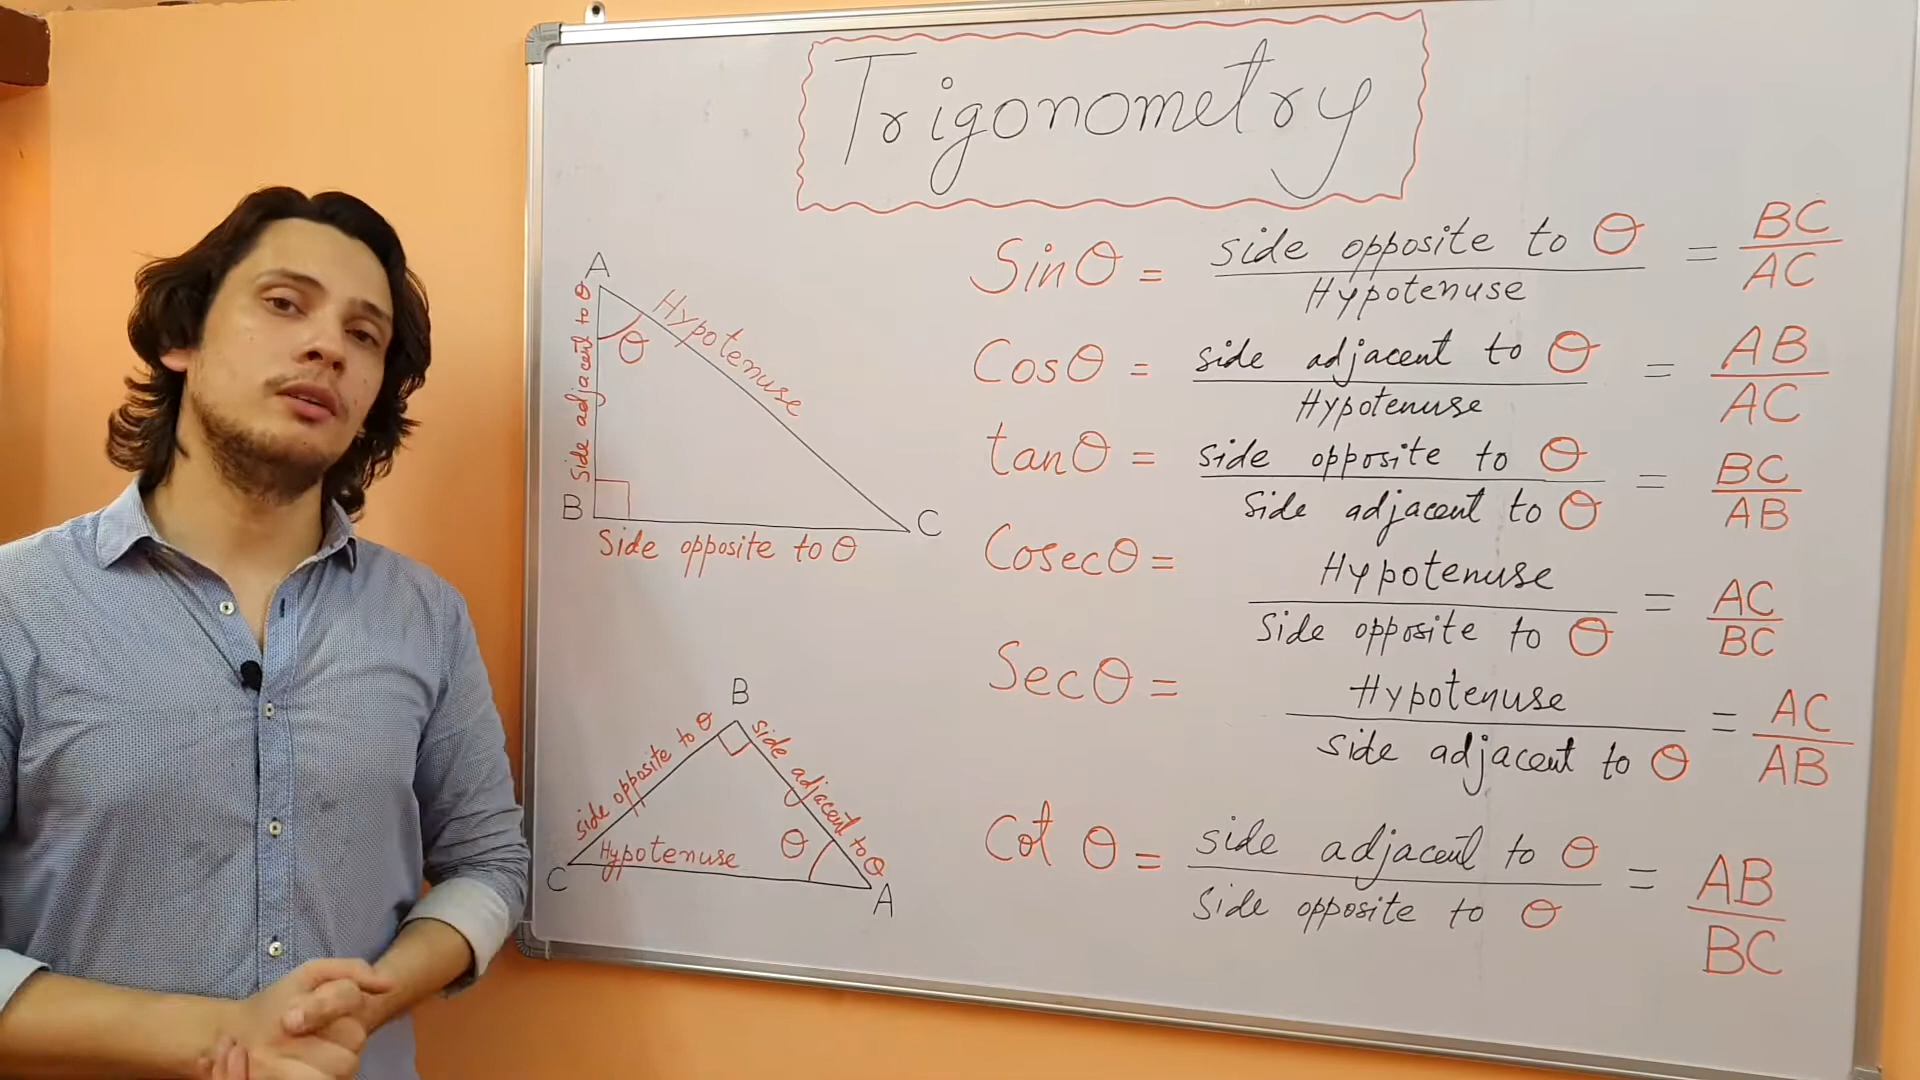 Trigonometry
A
Side adjacent to θ
θ
Hypotenuse
B
C
Side opposite to θ
B
side opposite to θ
side adjacent to θ
Hypotenuse
θ
C
A
Sinθ = side opposite to θ / Hypotenuse = BC / AC
Cosθ = side adjacent to θ / Hypotenuse = AB / AC
tanθ = side opposite to θ / Side adjacent to θ = BC / AB
Cosecθ = Hypotenuse / Side opposite to θ = AC / BC
Secθ = Hypotenuse / side adjacent to θ = AC / AB
Cot θ = side adjacent to θ / Side opposite to θ = AB / BC